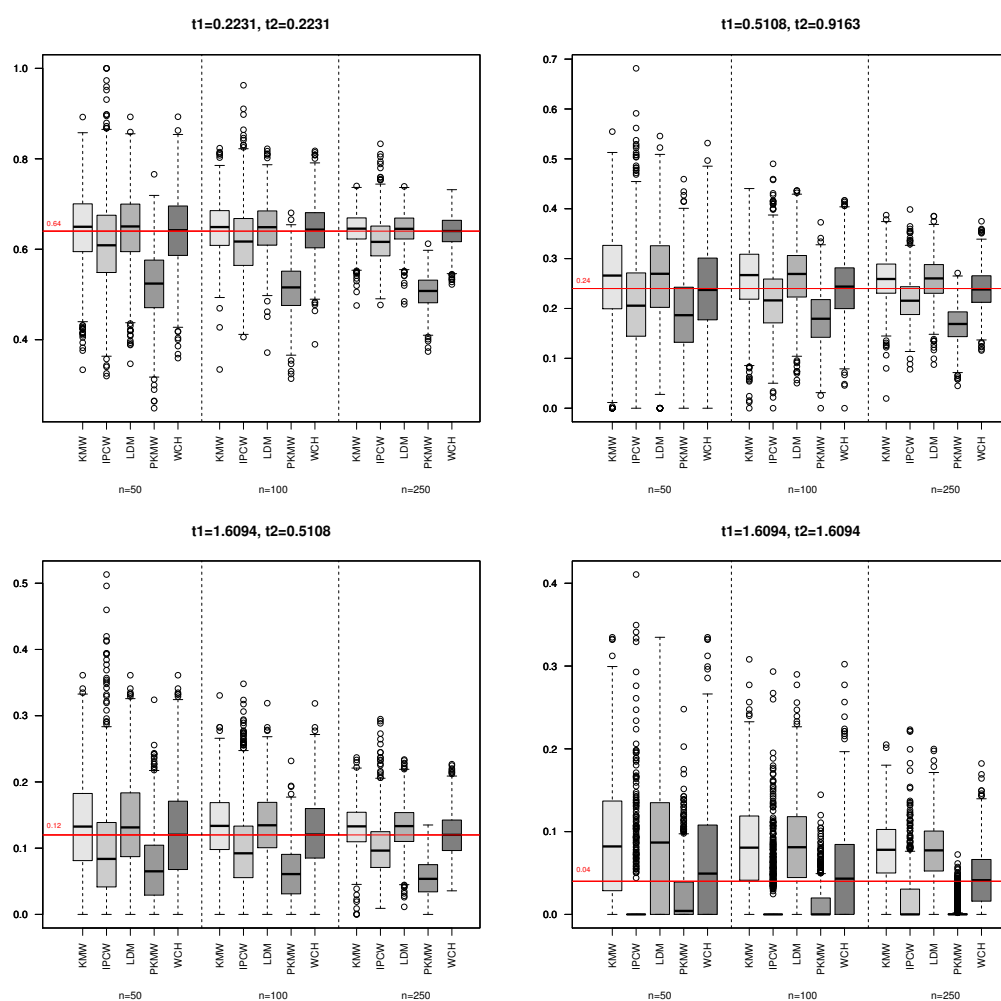 t1=0.2231, t2=0.2231
1.0
0.8
0.6
0.4
0.64
KMW IPCW LDM PKMW WCH KMW IPCW LDM PKMW WCH KMW IPCW LDM PKMW WCH
n=50 n=100 n=250
t1=0.5108, t2=0.9163
0.7
0.6
0.5
0.4
0.3
0.2
0.1
0.0
0.24
KMW IPCW LDM PKMW WCH KMW IPCW LDM PKMW WCH KMW IPCW LDM PKMW WCH
n=50 n=100 n=250
t1=1.6094, t2=0.5108
0.5
0.4
0.3
0.2
0.1
0.0
0.12
KMW IPCW LDM PKMW WCH KMW IPCW LDM PKMW WCH KMW IPCW LDM PKMW WCH
n=50 n=100 n=250
t1=1.6094, t2=1.6094
0.4
0.3
0.2
0.1
0.0
0.04
KMW IPCW LDM PKMW WCH KMW IPCW LDM PKMW WCH KMW IPCW LDM PKMW WCH
n=50 n=100 n=250